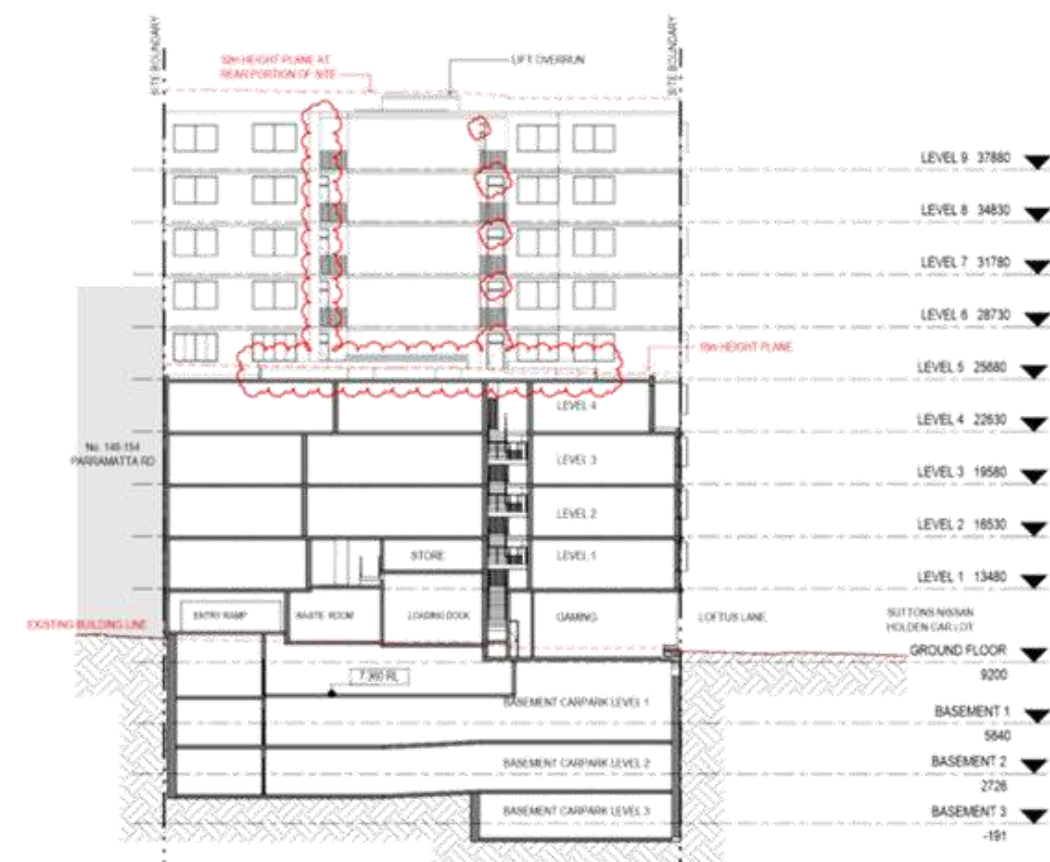 SITE BOUNDARY
SITE BOUNDARY
32m HEIGHT PLANE AT
REAR PORTION OF SITE
LIFT OVERRUN
LEVEL 9 37880
LEVEL 8 34830
LEVEL 7 31780
LEVEL 6 28730
HEIGHT PLANE
LEVEL 5 25680
LEVEL 4
LEVEL 4 22630
No. 148-154
PARRAMATTA RD
LEVEL 3
LEVEL 3 19580
LEVEL 2
LEVEL 2 16530
STORE
LEVEL 1
LEVEL 1 13480
ENTRY RAMP
WASTE ROOM
LOADING DOCK
GAMING
LOFTUS LANE
SUTTONS NISSAN
HOLDEN CAR LOT
EXISTING BUILDING LINE
GROUND FLOOR
9200
7.360 RL
BASEMENT CARPARK LEVEL 1
BASEMENT 1
5640
BASEMENT CARPARK LEVEL 2
BASEMENT 2
2726
BASEMENT CARPARK LEVEL 3
BASEMENT 3
-191